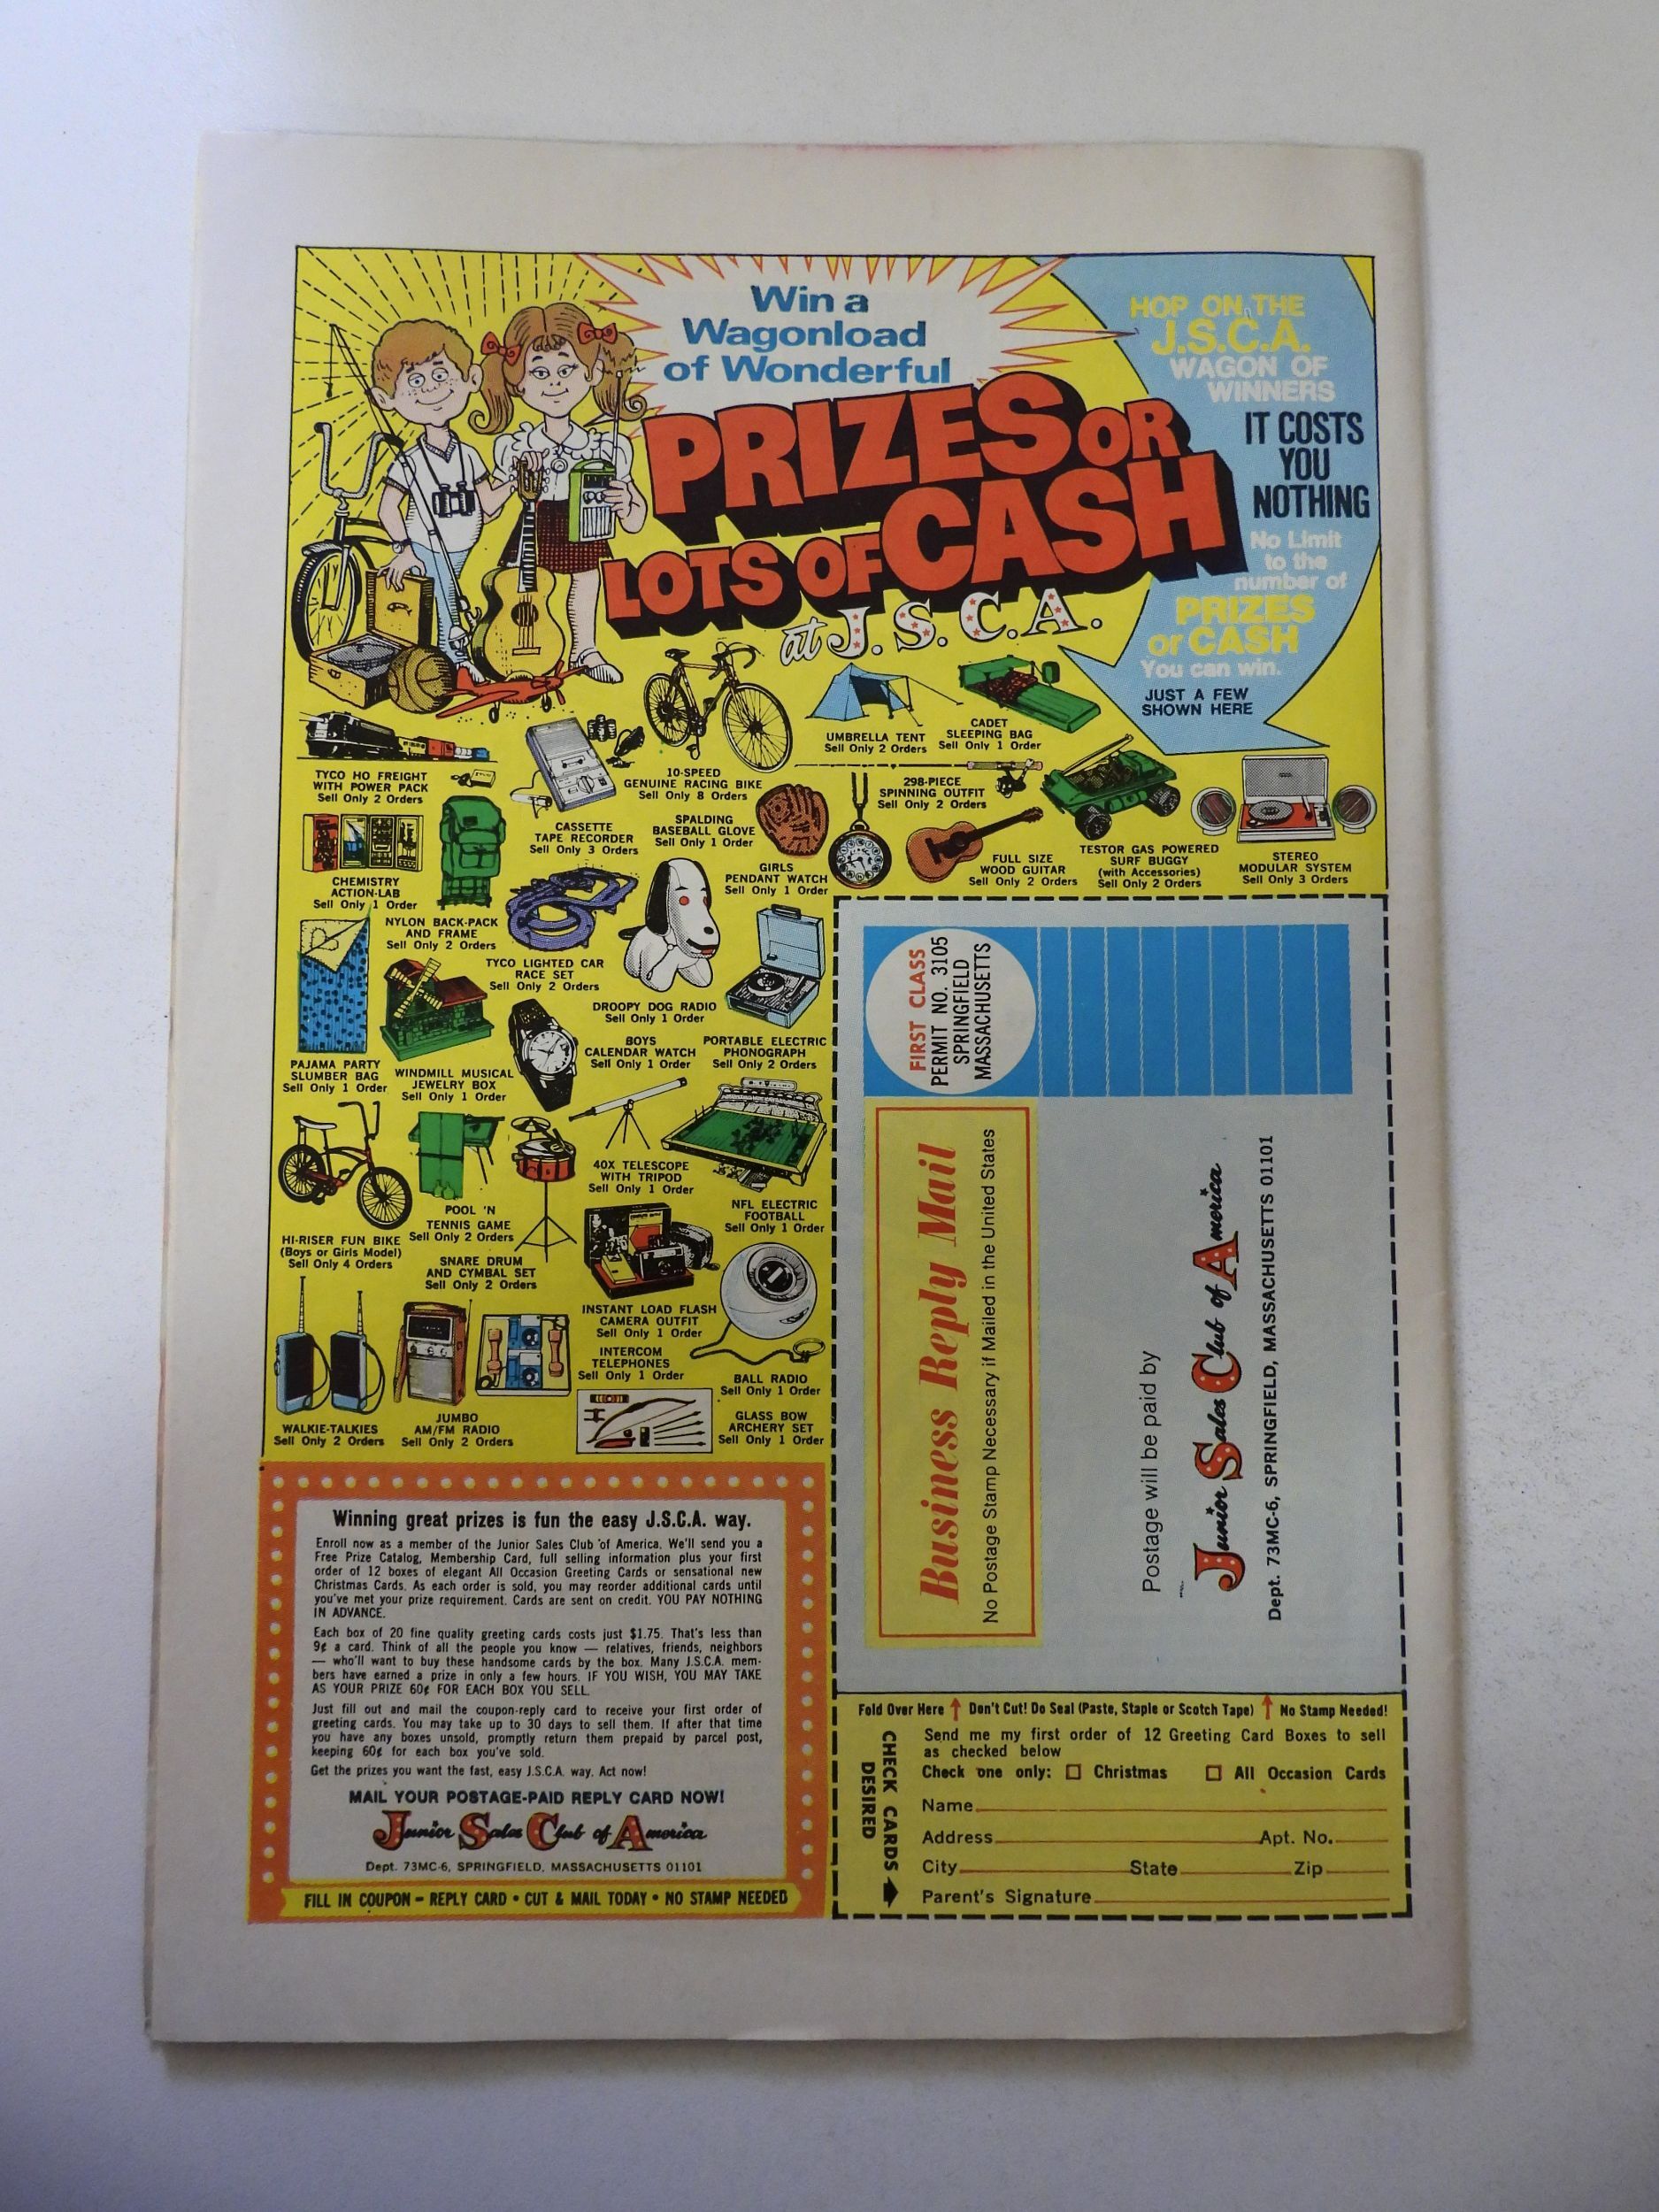 Win a
Wagonload
of Wonderful
PRIZES OR
LOTS OF CASH
at J.S.C.A.
HOP ON THE
J.S.C.A.
WAGON OF
WINNERS
IT COSTS
YOU
NOTHING
No Limit
to the
number of
PRIZES
or CASH
You can win.
JUST A FEW
SHOWN HERE
UMBRELLA TENT
Sell Only 2 Orders
CADET
SLEEPING BAG
Sell Only 1 Order
TYCO HO FREIGHT
WITH POWER PACK
Sell Only 2 Orders
10-SPEED
GENUINE RACING BIKE
Sell Only 8 Orders
298-PIECE
SPINNING OUTFIT
Sell Only 2 Orders
CASSETTE
TAPE RECORDER
Sell Only 3 Orders
SPALDING
BASEBALL GLOVE
Sell Only 1 Order
GIRLS
PENDANT WATCH
Sell Only 1 Order
FULL SIZE
WOOD GUITAR
Sell Only 2 Orders
TESTOR GAS POWERED
SURF BUGGY
(with Accessories)
Sell Only 2 Orders
STEREO
MODULAR SYSTEM
Sell Only 3 Orders
CHEMISTRY
ACTION-LAB
Sell Only 1 Order
NYLON BACK-PACK
AND FRAME
Sell Only 2 Orders
TYCO LIGHTED CAR
RACE SET
Sell Only 2 Orders
DROOPY DOG RADIO
Sell Only 1 Order
PAJAMA PARTY
SLUMBER BAG
Sell Only 1 Order
WINDMILL MUSICAL
JEWELRY BOX
Sell Only 1 Order
BOYS
CALENDAR WATCH
Sell Only 1 Order
PORTABLE ELECTRIC
PHONOGRAPH
Sell Only 2 Orders
40X TELESCOPE
WITH TRIPOD
Sell Only 1 Order
NFL ELECTRIC
FOOTBALL
Sell Only 1 Order
HI-RISER FUN BIKE
(Boys or Girls Model)
Sell Only 4 Orders
POOL 'N
TENNIS GAME
Sell Only 2 Orders
SNARE DRUM
AND CYMBAL SET
Sell Only 2 Orders
INSTANT LOAD FLASH
CAMERA OUTFIT
Sell Only 1 Order
INTERCOM
TELEPHONES
Sell Only 1 Order
BALL RADIO
Sell Only 1 Order
WALKIE-TALKIES
Sell Only 2 Orders
JUMBO
AM/FM RADIO
Sell Only 2 Orders
GLASS BOW
ARCHERY SET
Sell Only 1 Order
Winning great prizes is fun the easy J.S.C.A. way.
Enroll now as a member of the Junior Sales Club of America. We'll send you a
Free Prize Catalog, Membership Card, full selling information plus your first
order of 12 boxes of elegant All Occasion Greeting Cards or sensational new
Christmas Cards. As each order is sold, you may reorder additional cards until
you've met your prize requirement. Cards are sent on credit. YOU PAY NOTHING
IN ADVANCE.
Each box of 20 fine quality greeting cards costs just $1.75. That's less than
9¢ a card. Think of all the people you know — relatives, friends, neighbors
— who'll want to buy these handsome cards by the box. Many J.S.C.A. mem-
bers have earned a prize in only a few hours. IF YOU WISH, YOU MAY TAKE
AS YOUR PRIZE 60¢ FOR EACH BOX YOU SELL.
Just fill out and mail the coupon-reply card to receive your first order of
greeting cards. You may take up to 30 days to sell them. If after that time
you have any boxes unsold, promptly return them prepaid by parcel post,
keeping 60¢ for each box you've sold.
Get the prizes you want the fast, easy J.S.C.A. way. Act now!
MAIL YOUR POSTAGE-PAID REPLY CARD NOW!
Junior Sales Club of America
Dept. 73MC-6, SPRINGFIELD, MASSACHUSETTS 01101
FILL IN COUPON – REPLY CARD • CUT & MAIL TODAY • NO STAMP NEEDED
FIRST CLASS
PERMIT NO. 3105
SPRINGFIELD
MASSACHUSETTS
Business Reply Mail
No Postage Stamp Necessary if Mailed in the United States
Postage will be paid by
Junior Sales Club of America
Dept. 73MC-6, SPRINGFIELD, MASSACHUSETTS 01101
Fold Over Here ↑ Don't Cut! Do Seal (Paste, Staple or Scotch Tape) ↑ No Stamp Needed!
CHECK CARDS
DESIRED
Send me my first order of 12 Greeting Card Boxes to sell
as checked below
Check one only: ☐ Christmas ☐ All Occasion Cards
Name
Address Apt. No.
City State Zip
Parent's Signature